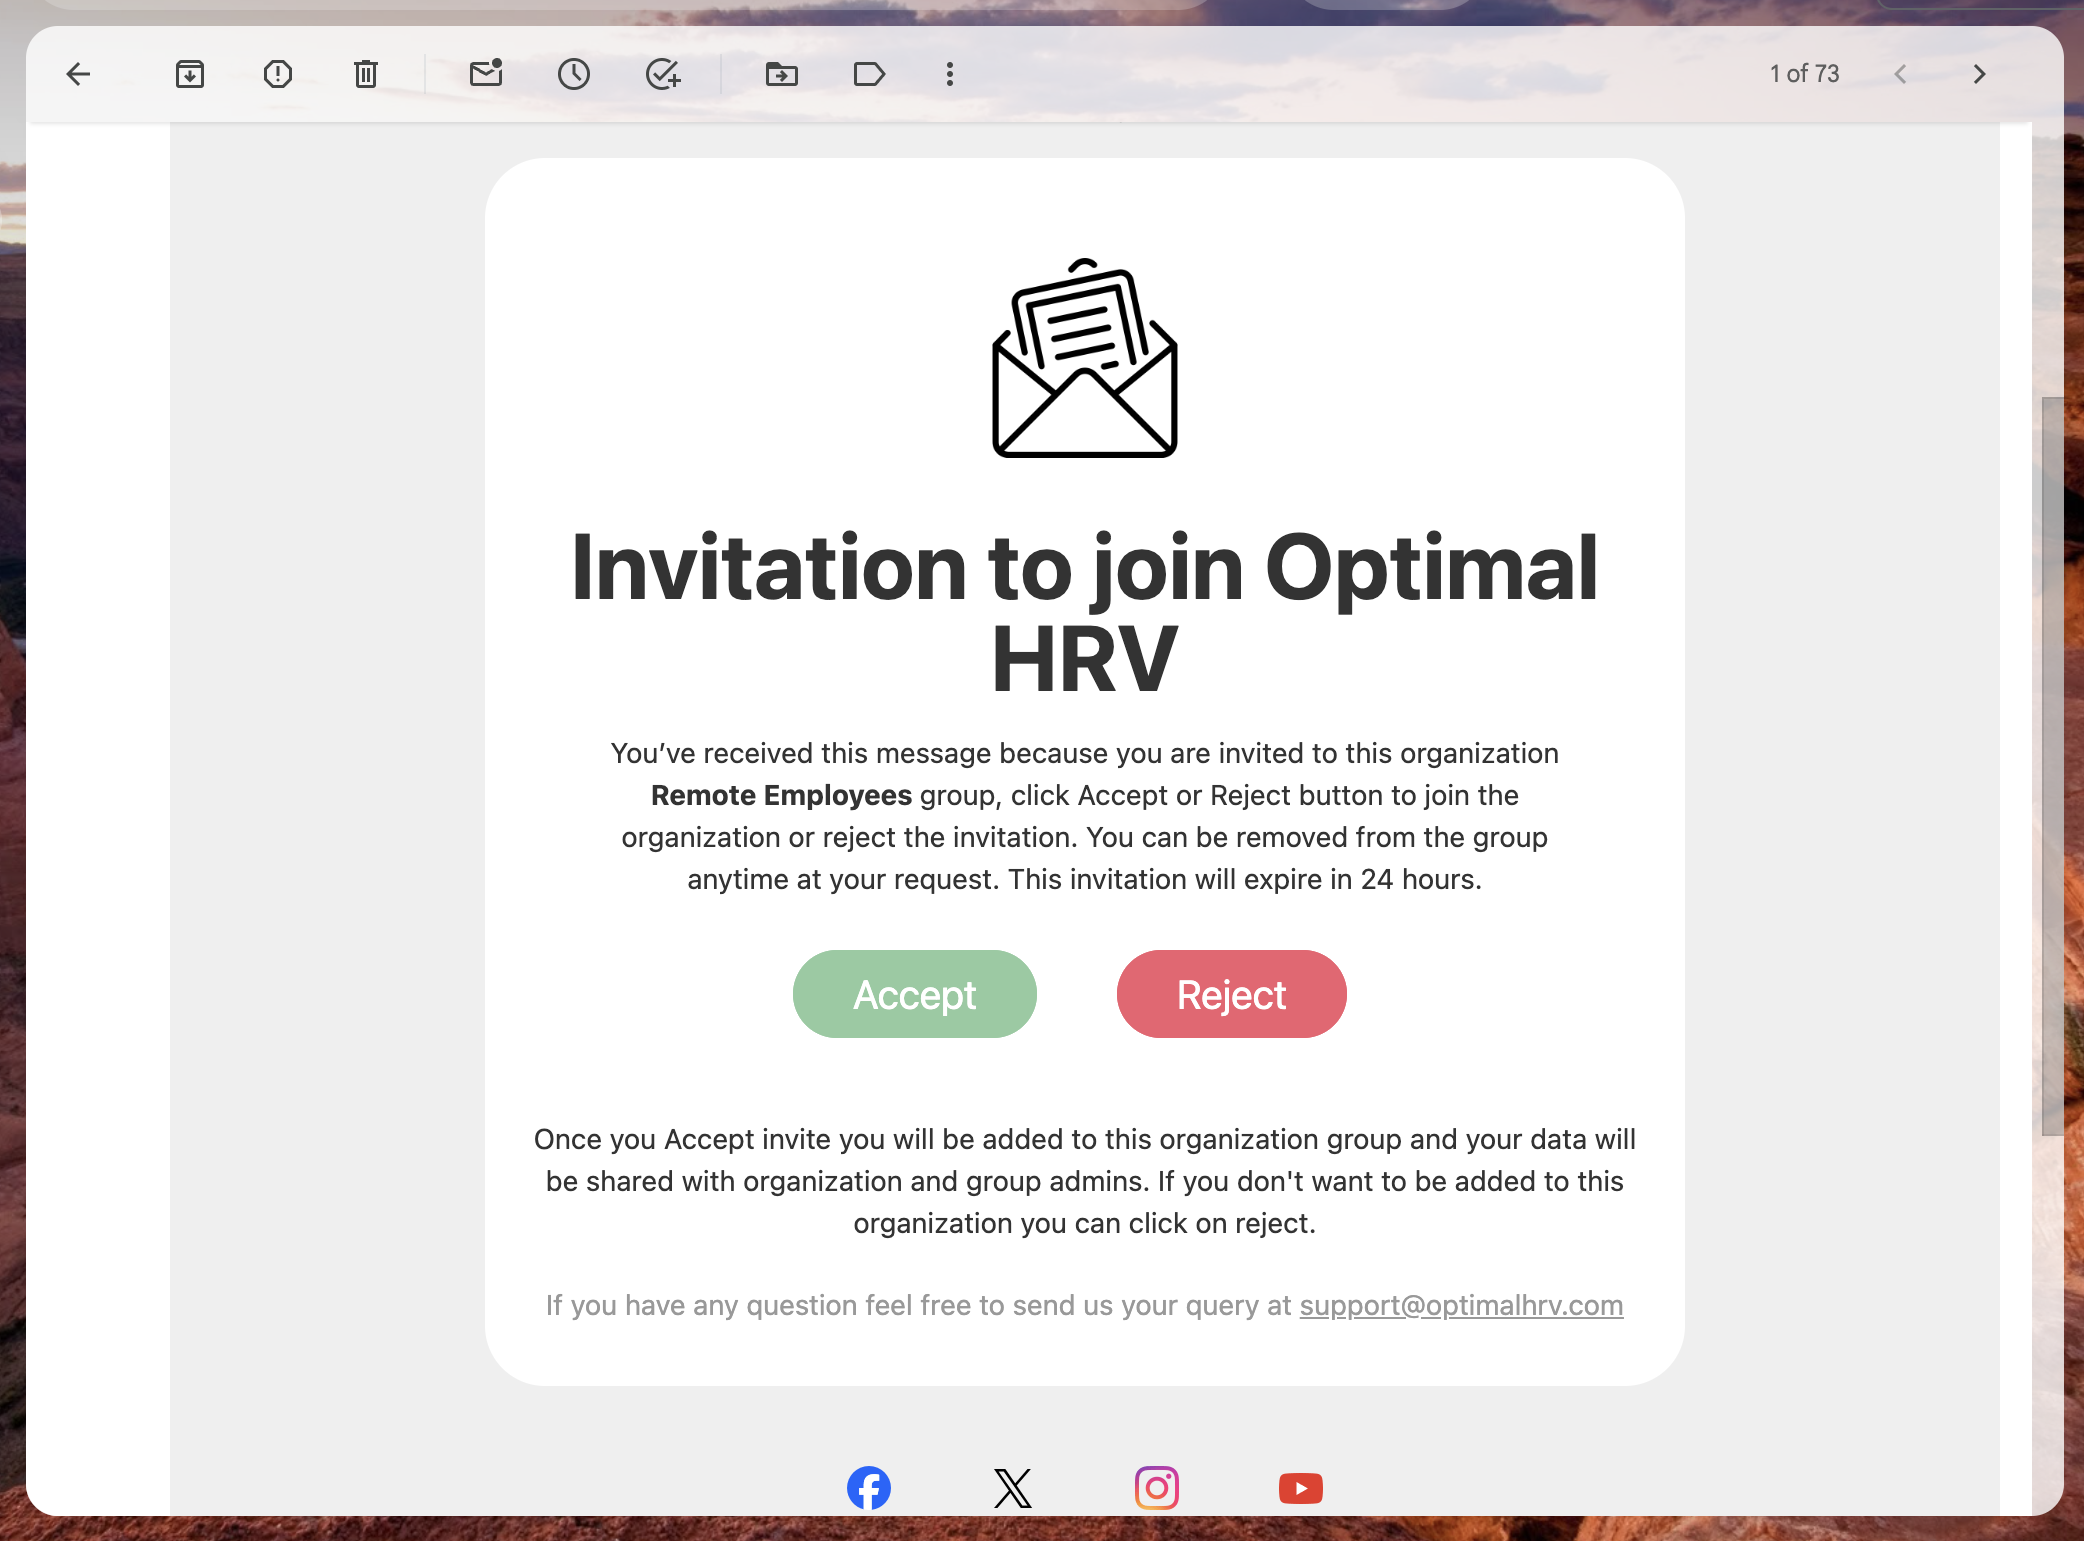 1 of 73
Invitation to join Optimal
HRV
You’ve received this message because you are invited to this organization
Remote Employees group, click Accept or Reject button to join the
organization or reject the invitation. You can be removed from the group
anytime at your request. This invitation will expire in 24 hours.
Accept
Reject
Once you Accept invite you will be added to this organization group and your data will
be shared with organization and group admins. If you don't want to be added to this
organization you can click on reject.
If you have any question feel free to send us your query at support@optimalhrv.com